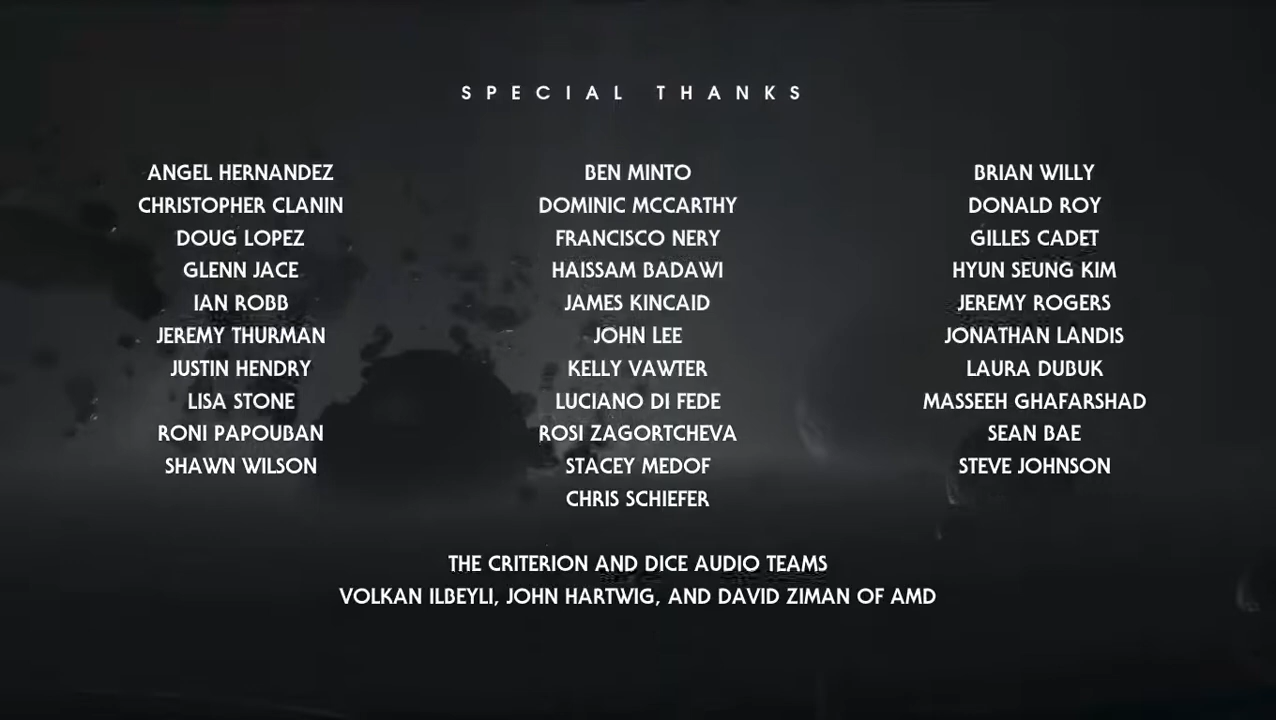 SPECIAL THANKS
ANGEL HERNANDEZ
CHRISTOPHER CLANIN
DOUG LOPEZ
GLENN JACE
IAN ROBB
JEREMY THURMAN
JUSTIN HENDRY
LISA STONE
RONI PAPOUBAN
SHAWN WILSON
BEN MINTO
DOMINIC MCCARTHY
FRANCISCO NERY
HAISSAM BADAWI
JAMES KINCAID
JOHN LEE
KELLY VAWTER
LUCIANO DI FEDE
ROSI ZAGORTCHEVA
STACEY MEDOF
CHRIS SCHIEFER
BRIAN WILLY
DONALD ROY
GILLES CADET
HYUN SEUNG KIM
JEREMY ROGERS
JONATHAN LANDIS
LAURA DUBUK
MASSEEH GHAFARSHAD
SEAN BAE
STEVE JOHNSON
THE CRITERION AND DICE AUDIO TEAMS
VOLKAN ILBEYLI, JOHN HARTWIG, AND DAVID ZIMAN OF AMD